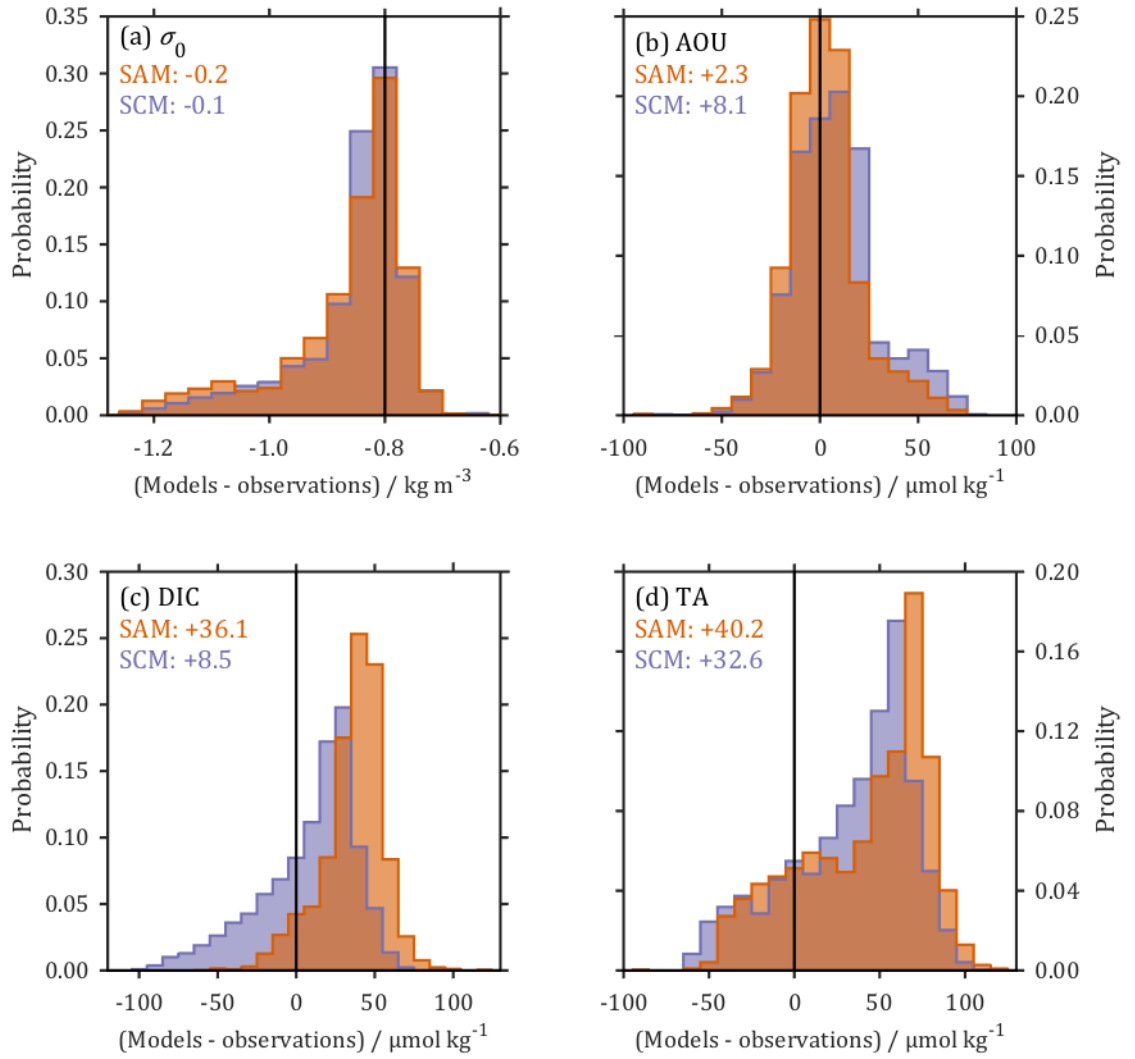 (a) σ0
SAM: -0.2
SCM: -0.1
Probability
0.35
0.30
0.25
0.20
0.15
0.10
0.05
0.00
-1.2 -1.0 -0.8 -0.6
(Models - observations) / kg m-3
(b) AOU
SAM: +2.3
SCM: +8.1
0.25
0.20
0.15
0.10
0.05
0.00
Probability
-100 -50 0 50 100
(Models - observations) / μmol kg-1
(c) DIC
SAM: +36.1
SCM: +8.5
Probability
0.30
0.25
0.20
0.15
0.10
0.05
0.00
-100 -50 0 50 100
(Models - observations) / μmol kg-1
(d) TA
SAM: +40.2
SCM: +32.6
0.20
0.16
0.12
0.08
0.04
0.00
Probability
-100 -50 0 50 100
(Models - observations) / μmol kg-1